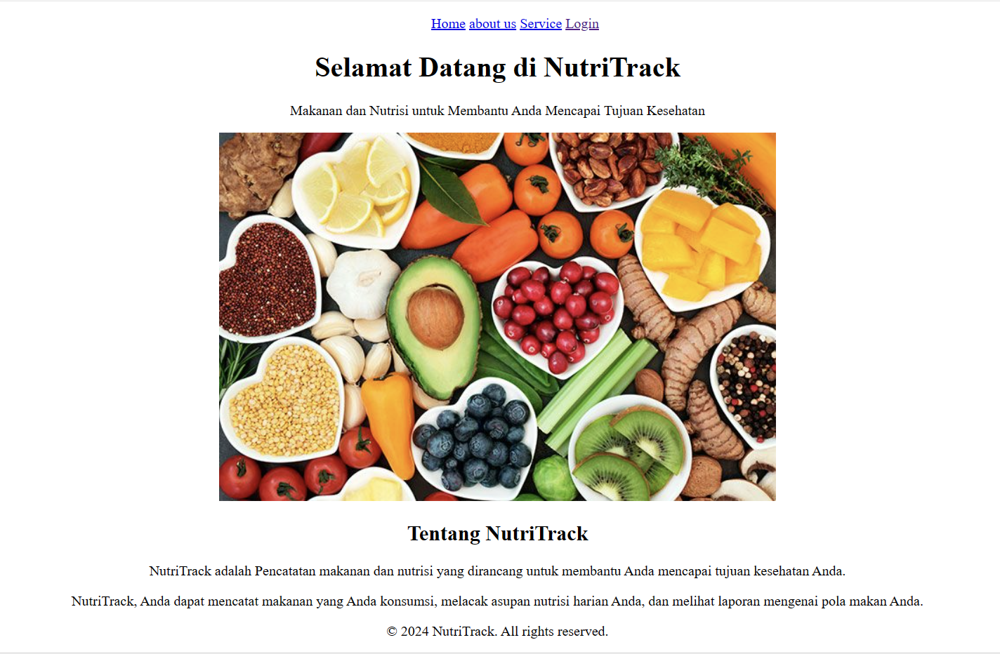 Home about us Service Login
Selamat Datang di NutriTrack
Makanan dan Nutrisi untuk Membantu Anda Mencapai Tujuan Kesehatan
Tentang NutriTrack
NutriTrack adalah Pencatatan makanan dan nutrisi yang dirancang untuk membantu Anda mencapai tujuan kesehatan Anda.
NutriTrack, Anda dapat mencatat makanan yang Anda konsumsi, melacak asupan nutrisi harian Anda, dan melihat laporan mengenai pola makan Anda.
© 2024 NutriTrack. All rights reserved.